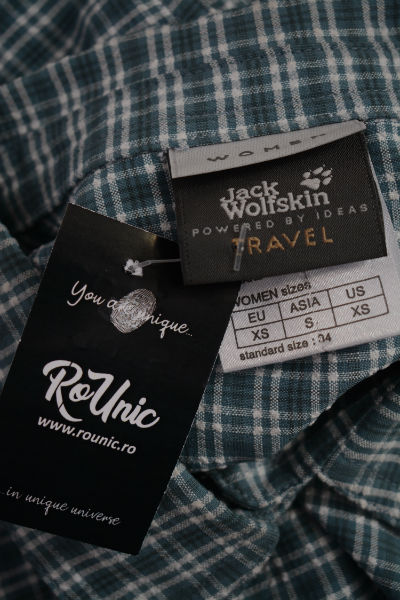 WOMEN
Jack
Wolfskin
POWERED BY IDEAS
TRAVEL
WOMEN sizes
EU ASIA US
XS S XS
standard size : 34
You are unique...
RoUnic
www.rounic.ro
...in unique universe